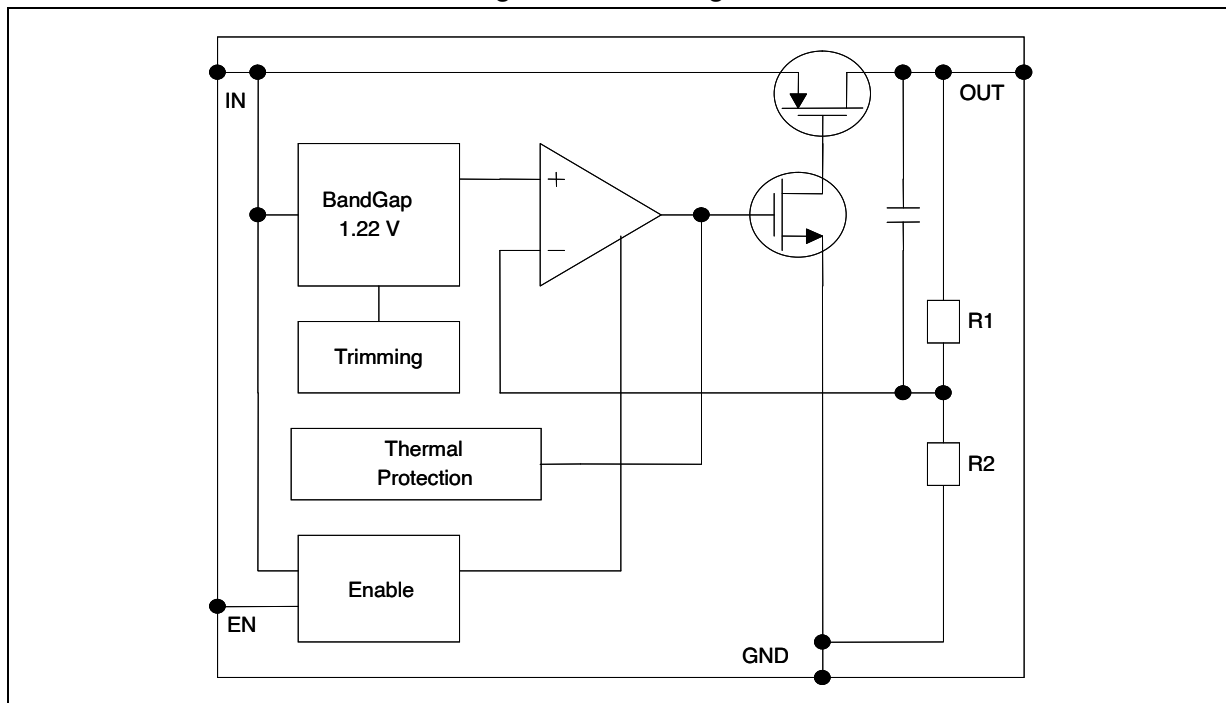 IN
OUT
BandGap
1.22 V
+
−
Trimming
R1
Thermal
Protection
R2
Enable
EN
GND